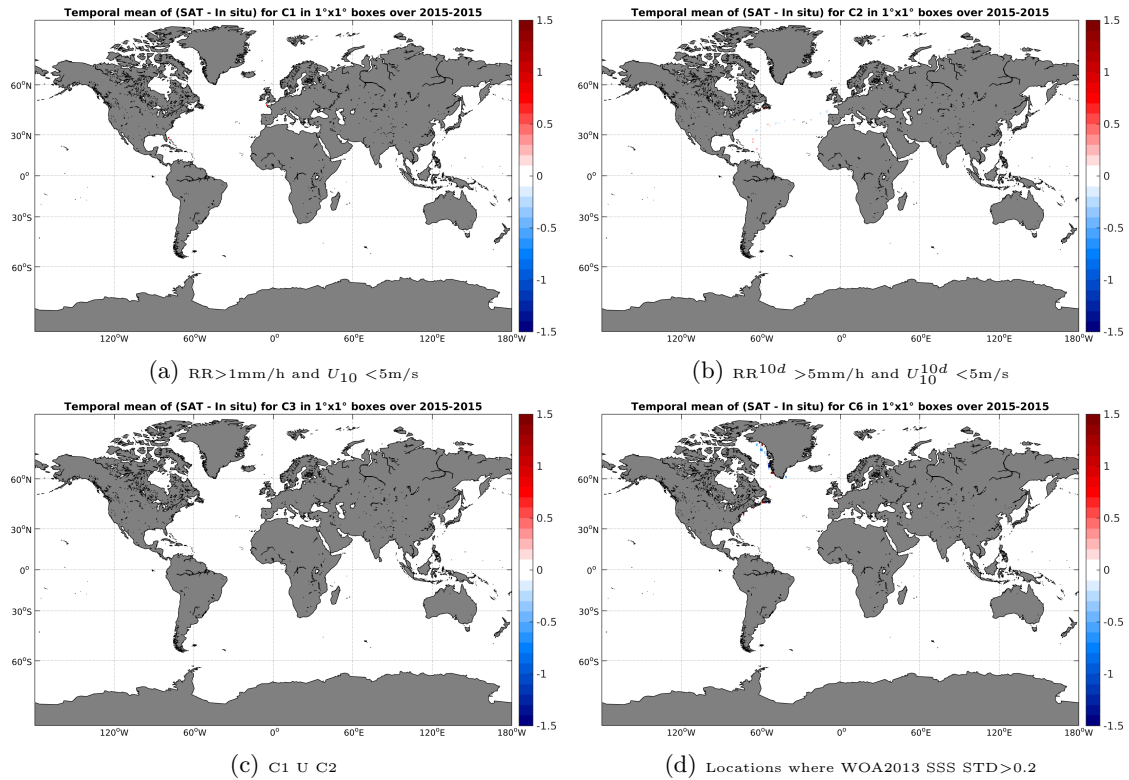 Temporal mean of (SAT - In situ) for C1 in 1°x1° boxes over 2015-2015
1.5
1
0.5
0
-0.5
-1
-1.5
60°N
30°N
0°
30°S
60°S
120°W 60°W 0° 60°E 120°E 180°W
(a) RR>1mm/h and U10 <5m/s
Temporal mean of (SAT - In situ) for C2 in 1°x1° boxes over 2015-2015
1.5
1
0.5
0
-0.5
-1
-1.5
60°N
30°N
0°
30°S
60°S
120°W 60°W 0° 60°E 120°E 180°W
(b) RR^10d >5mm/h and U10^10d <5m/s
Temporal mean of (SAT - In situ) for C3 in 1°x1° boxes over 2015-2015
1.5
1
0.5
0
-0.5
-1
-1.5
60°N
30°N
0°
30°S
60°S
120°W 60°W 0° 60°E 120°E 180°W
(c) C1 U C2
Temporal mean of (SAT - In situ) for C6 in 1°x1° boxes over 2015-2015
1.5
1
0.5
0
-0.5
-1
-1.5
60°N
30°N
0°
30°S
60°S
120°W 60°W 0° 60°E 120°E 180°W
(d) Locations where WOA2013 SSS STD>0.2